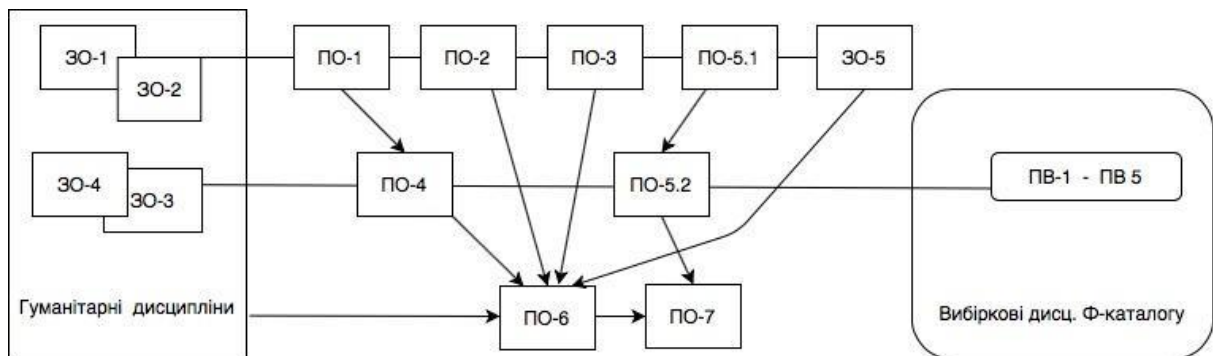 ЗО-1
ЗО-2
ПО-1
ПО-2
ПО-3
ПО-5.1
ЗО-5
ЗО-4
ЗО-3
ПО-4
ПО-5.2
ПВ-1 - ПВ 5
Гуманітарні дисципліни
ПО-6
ПО-7
Вибіркові дисц. Ф-каталогу